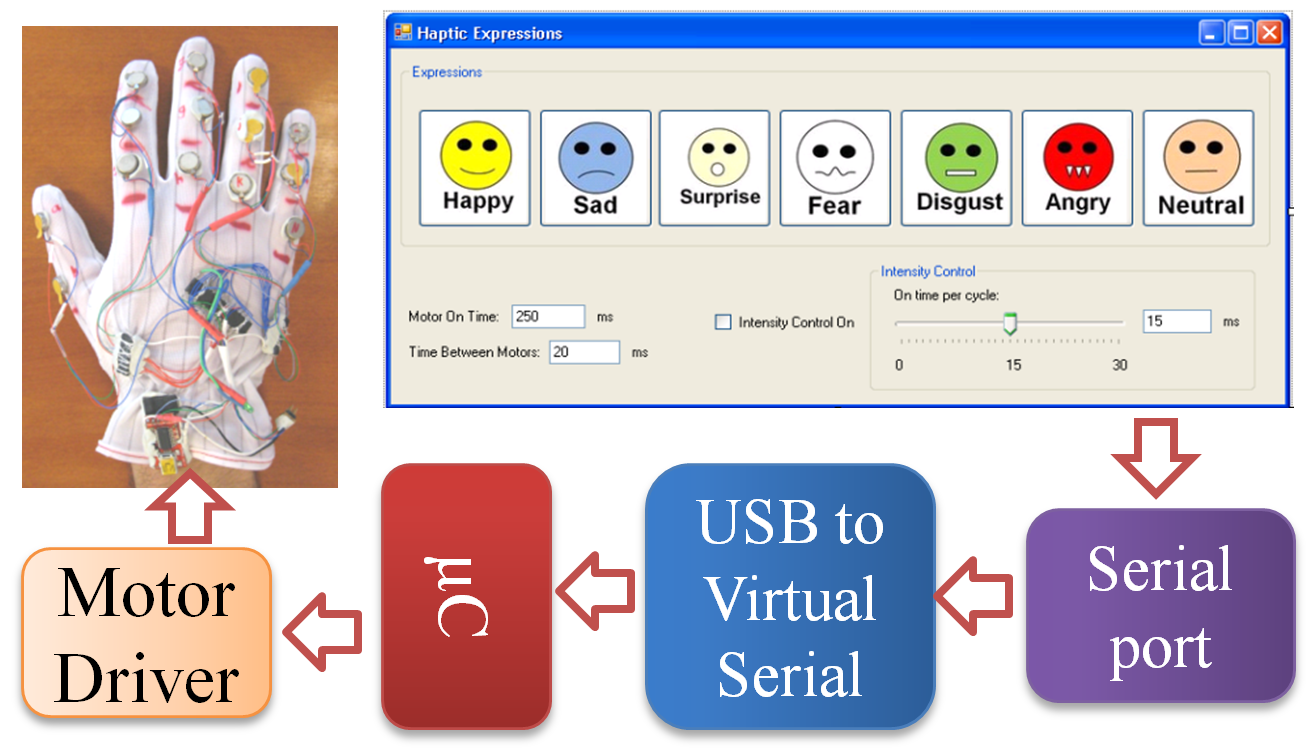 Haptic Expressions
Expressions
Happy
Sad
Surprise
Fear
Disgust
Angry
Neutral
Motor On Time: 250 ms
Time Between Motors: 20 ms
Intensity Control On
Intensity Control
On time per cycle:
15 ms
0 15 30
Serial
port
USB to
Virtual
Serial
μC
Motor
Driver